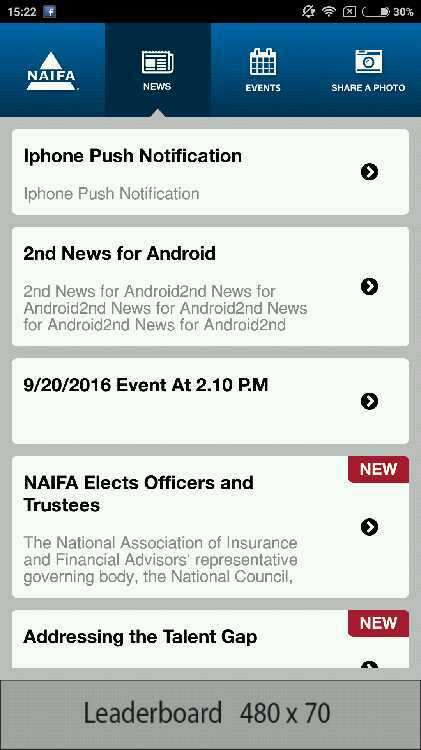 15:22
30%
NAIFA
NEWS
EVENTS
SHARE A PHOTO
Iphone Push Notification
Iphone Push Notification
2nd News for Android
2nd News for Android2nd News for
Android2nd News for Android2nd News
for Android2nd News for Android2nd
9/20/2016 Event At 2.10 P.M
NEW
NAIFA Elects Officers and
Trustees
The National Association of Insurance
and Financial Advisors' representative
governing body, the National Council,
NEW
Addressing the Talent Gap
Leaderboard 480 x 70